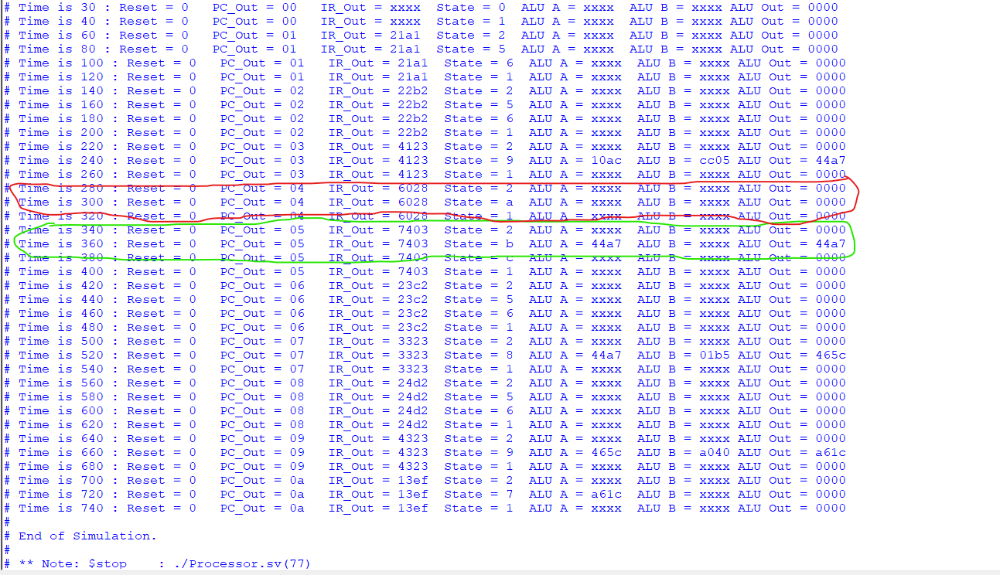 # Time is 30 : Reset = 0   PC_Out = 00   IR_Out = xxxx  State = 0  ALU A = xxxx  ALU B = xxxx ALU Out = 0000
# Time is 40 : Reset = 0   PC_Out = 00   IR_Out = xxxx  State = 1  ALU A = xxxx  ALU B = xxxx ALU Out = 0000
# Time is 60 : Reset = 0   PC_Out = 01   IR_Out = 21a1  State = 2  ALU A = xxxx  ALU B = xxxx ALU Out = 0000
# Time is 80 : Reset = 0   PC_Out = 01   IR_Out = 21a1  State = 5  ALU A = xxxx  ALU B = xxxx ALU Out = 0000
# Time is 100 : Reset = 0   PC_Out = 01   IR_Out = 21a1  State = 6  ALU A = xxxx  ALU B = xxxx ALU Out = 0000
# Time is 120 : Reset = 0   PC_Out = 01   IR_Out = 21a1  State = 1  ALU A = xxxx  ALU B = xxxx ALU Out = 0000
# Time is 140 : Reset = 0   PC_Out = 02   IR_Out = 22b2  State = 2  ALU A = xxxx  ALU B = xxxx ALU Out = 0000
# Time is 160 : Reset = 0   PC_Out = 02   IR_Out = 22b2  State = 5  ALU A = xxxx  ALU B = xxxx ALU Out = 0000
# Time is 180 : Reset = 0   PC_Out = 02   IR_Out = 22b2  State = 6  ALU A = xxxx  ALU B = xxxx ALU Out = 0000
# Time is 200 : Reset = 0   PC_Out = 02   IR_Out = 22b2  State = 1  ALU A = xxxx  ALU B = xxxx ALU Out = 0000
# Time is 220 : Reset = 0   PC_Out = 03   IR_Out = 4123  State = 2  ALU A = xxxx  ALU B = xxxx ALU Out = 0000
# Time is 240 : Reset = 0   PC_Out = 03   IR_Out = 4123  State = 9  ALU A = 10ac  ALU B = cc05 ALU Out = 44a7
# Time is 260 : Reset = 0   PC_Out = 03   IR_Out = 4123  State = 1  ALU A = xxxx  ALU B = xxxx ALU Out = 0000
# Time is 280 : Reset = 0   PC_Out = 04   IR_Out = 6028  State = 2  ALU A = xxxx  ALU B = xxxx ALU Out = 0000
# Time is 300 : Reset = 0   PC_Out = 04   IR_Out = 6028  State = a  ALU A = xxxx  ALU B = xxxx ALU Out = 0000
# Time is 320 : Reset = 0   PC_Out = 04   IR_Out = 6028  State = 1  ALU A = xxxx  ALU B = xxxx ALU Out = 0000
# Time is 340 : Reset = 0   PC_Out = 05   IR_Out = 7403  State = 2  ALU A = xxxx  ALU B = xxxx ALU Out = 0000
# Time is 360 : Reset = 0   PC_Out = 05   IR_Out = 7403  State = b  ALU A = 44a7  ALU B = xxxx ALU Out = 44a7
# Time is 380 : Reset = 0   PC_Out = 05   IR_Out = 7403  State = c  ALU A = xxxx  ALU B = xxxx ALU Out = 0000
# Time is 400 : Reset = 0   PC_Out = 05   IR_Out = 7403  State = 1  ALU A = xxxx  ALU B = xxxx ALU Out = 0000
# Time is 420 : Reset = 0   PC_Out = 06   IR_Out = 23c2  State = 2  ALU A = xxxx  ALU B = xxxx ALU Out = 0000
# Time is 440 : Reset = 0   PC_Out = 06   IR_Out = 23c2  State = 5  ALU A = xxxx  ALU B = xxxx ALU Out = 0000
# Time is 460 : Reset = 0   PC_Out = 06   IR_Out = 23c2  State = 6  ALU A = xxxx  ALU B = xxxx ALU Out = 0000
# Time is 480 : Reset = 0   PC_Out = 06   IR_Out = 23c2  State = 1  ALU A = xxxx  ALU B = xxxx ALU Out = 0000
# Time is 500 : Reset = 0   PC_Out = 07   IR_Out = 3323  State = 2  ALU A = xxxx  ALU B = xxxx ALU Out = 0000
# Time is 520 : Reset = 0   PC_Out = 07   IR_Out = 3323  State = 8  ALU A = 44a7  ALU B = 01b5 ALU Out = 465c
# Time is 540 : Reset = 0   PC_Out = 07   IR_Out = 3323  State = 1  ALU A = xxxx  ALU B = xxxx ALU Out = 0000
# Time is 560 : Reset = 0   PC_Out = 08   IR_Out = 24d2  State = 2  ALU A = xxxx  ALU B = xxxx ALU Out = 0000
# Time is 580 : Reset = 0   PC_Out = 08   IR_Out = 24d2  State = 5  ALU A = xxxx  ALU B = xxxx ALU Out = 0000
# Time is 600 : Reset = 0   PC_Out = 08   IR_Out = 24d2  State = 6  ALU A = xxxx  ALU B = xxxx ALU Out = 0000
# Time is 620 : Reset = 0   PC_Out = 08   IR_Out = 24d2  State = 1  ALU A = xxxx  ALU B = xxxx ALU Out = 0000
# Time is 640 : Reset = 0   PC_Out = 09   IR_Out = 4323  State = 2  ALU A = xxxx  ALU B = xxxx ALU Out = 0000
# Time is 660 : Reset = 0   PC_Out = 09   IR_Out = 4323  State = 9  ALU A = 465c  ALU B = a040 ALU Out = a61c
# Time is 680 : Reset = 0   PC_Out = 09   IR_Out = 4323  State = 1  ALU A = xxxx  ALU B = xxxx ALU Out = 0000
# Time is 700 : Reset = 0   PC_Out = 0a   IR_Out = 13ef  State = 2  ALU A = xxxx  ALU B = xxxx ALU Out = 0000
# Time is 720 : Reset = 0   PC_Out = 0a   IR_Out = 13ef  State = 7  ALU A = a61c  ALU B = xxxx ALU Out = 0000
# Time is 740 : Reset = 0   PC_Out = 0a   IR_Out = 13ef  State = 1  ALU A = xxxx  ALU B = xxxx ALU Out = 0000
#
# End of Simulation.
#
# ** Note: $stop    : ./Processor.sv(77)